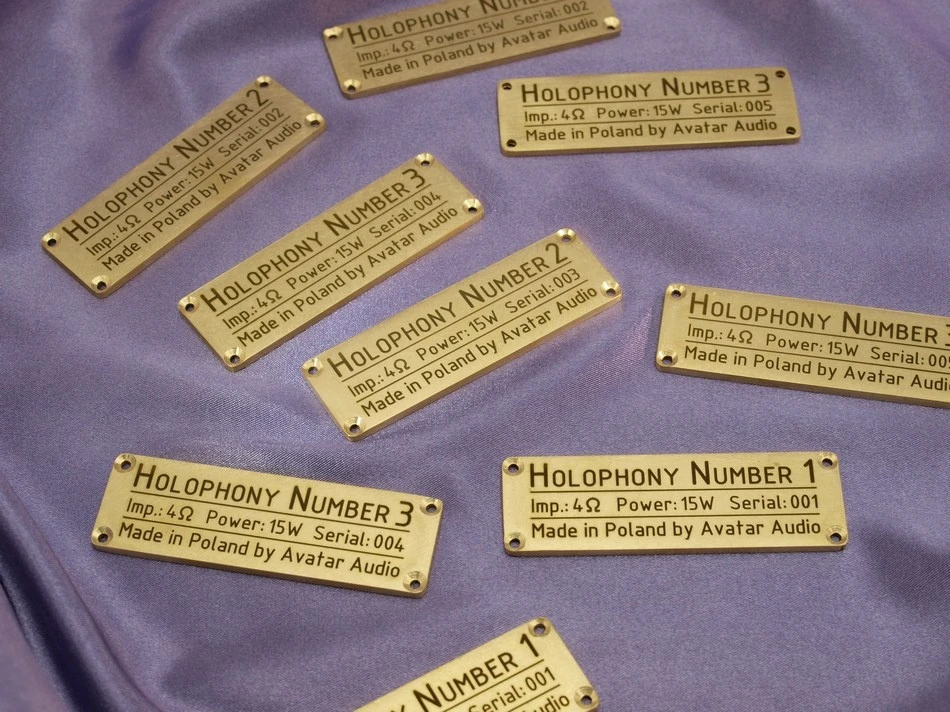 HOLOPHONY NUMBER
Imp.: 4Ω Power: 15W Serial: 002
Made in Poland by Avatar Audio
HOLOPHONY NUMBER 3
Imp.: 4Ω Power: 15W Serial: 005
Made in Poland by Avatar Audio
HOLOPHONY NUMBER 2
Imp.: 4Ω Power: 15W Serial: 002
Made in Poland by Avatar Audio
HOLOPHONY NUMBER 3
Imp.: 4Ω Power: 15W Serial: 004
Made in Poland by Avatar Audio
HOLOPHONY NUMBER 2
Imp.: 4Ω Power: 15W Serial: 003
Made in Poland by Avatar Audio
HOLOPHONY NUMBER 3
Imp.: 4Ω Power: 15W Serial: 005
Made in Poland by Avatar Audio
HOLOPHONY NUMBER 3
Imp.: 4Ω Power: 15W Serial: 004
Made in Poland by Avatar Audio
HOLOPHONY NUMBER 1
Imp.: 4Ω Power: 15W Serial: 001
Made in Poland by Avatar Audio
NUMBER 1
Serial: 001
Audio